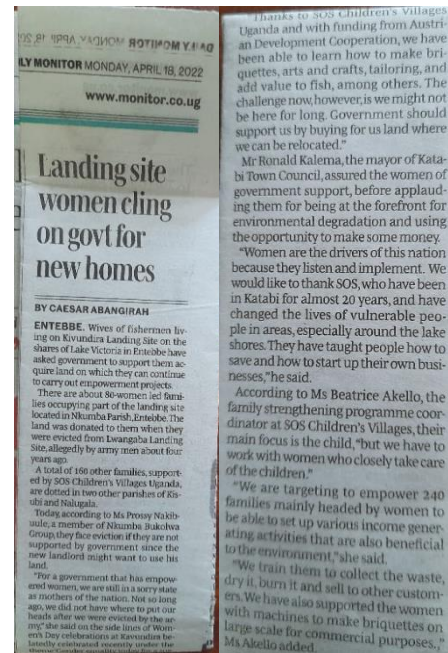 LY MONITOR MONDAY, APRIL 18, 2022
www.monitor.co.ug
Landing site
women cling
on govt for
new homes
BY CAESAR ABANGIRAH
ENTEBBE. Wives of fishermen liv-
ing on Kivundira Landing Site on the
shares of Lake Victoria in Entebbe have
asked government to support them ac-
quire land on which they can continue
to carry out empowerment projects.
There are about 80-women led fami-
lies occupying part of the landing site
located in Nkumba Parish, Entebbe. The
land was donated to them when they
were evicted from Lwangaba Landing
Site, allegedly by army men about four
years ago.
A total of 160 other families, support-
ed by SOS Children's Villages Uganda,
are dotted in two other parishes of Kis-
ubi and Nalugala.
Today, according to Ms Prossy Nakib-
uule, a member of Nkumba Bukolwa
Group, they face eviction if they are not
supported by government since the
new landlord might want to use his
land.
"For a government that has empow-
ered women, we are still in a sorry state
as mothers of the nation. Not so long
ago, we did not have where to put our
heads after we were evicted by the ar-
my," she said on the side lines of Wom-
en's Day celebrations at Kavundira be-
latedly celebrated recently under the
Thanks to SOS Children's Villages
Uganda and with funding from Austri-
an Development Cooperation, we have
been able to learn how to make bri-
quettes, arts and crafts, tailoring, and
add value to fish, among others. The
challenge now, however, is we might not
be here for long. Government should
support us by buying for us land where
we can be relocated."
Mr Ronald Kalema, the mayor of Kata-
bi Town Council, assured the women of
government support, before applaud-
ing them for being at the forefront for
environmental degradation and using
the opportunity to make some money.
"Women are the drivers of this nation
because they listen and implement. We
would like to thank SOS, who have been
in Katabi for almost 20 years, and have
changed the lives of vulnerable peo-
ple in areas, especially around the lake
shores. They have taught people how to
save and how to start up their own busi-
nesses," he said.
According to Ms Beatrice Akello, the
family strengthening programme coor-
dinator at SOS Children's Villages, their
main focus is the child, "but we have to
work with women who closely take care
of the children."
"We are targeting to empower 240
families mainly headed by women to
be able to set up various income gener-
ating activities that are also beneficial
to the environment," she said.
"We train them to collect the waste,
dry it, burn it and sell to other custom-
ers. We have also supported the women
with machines to make briquettes on
large scale for commercial purposes,"
Ms Akello added.